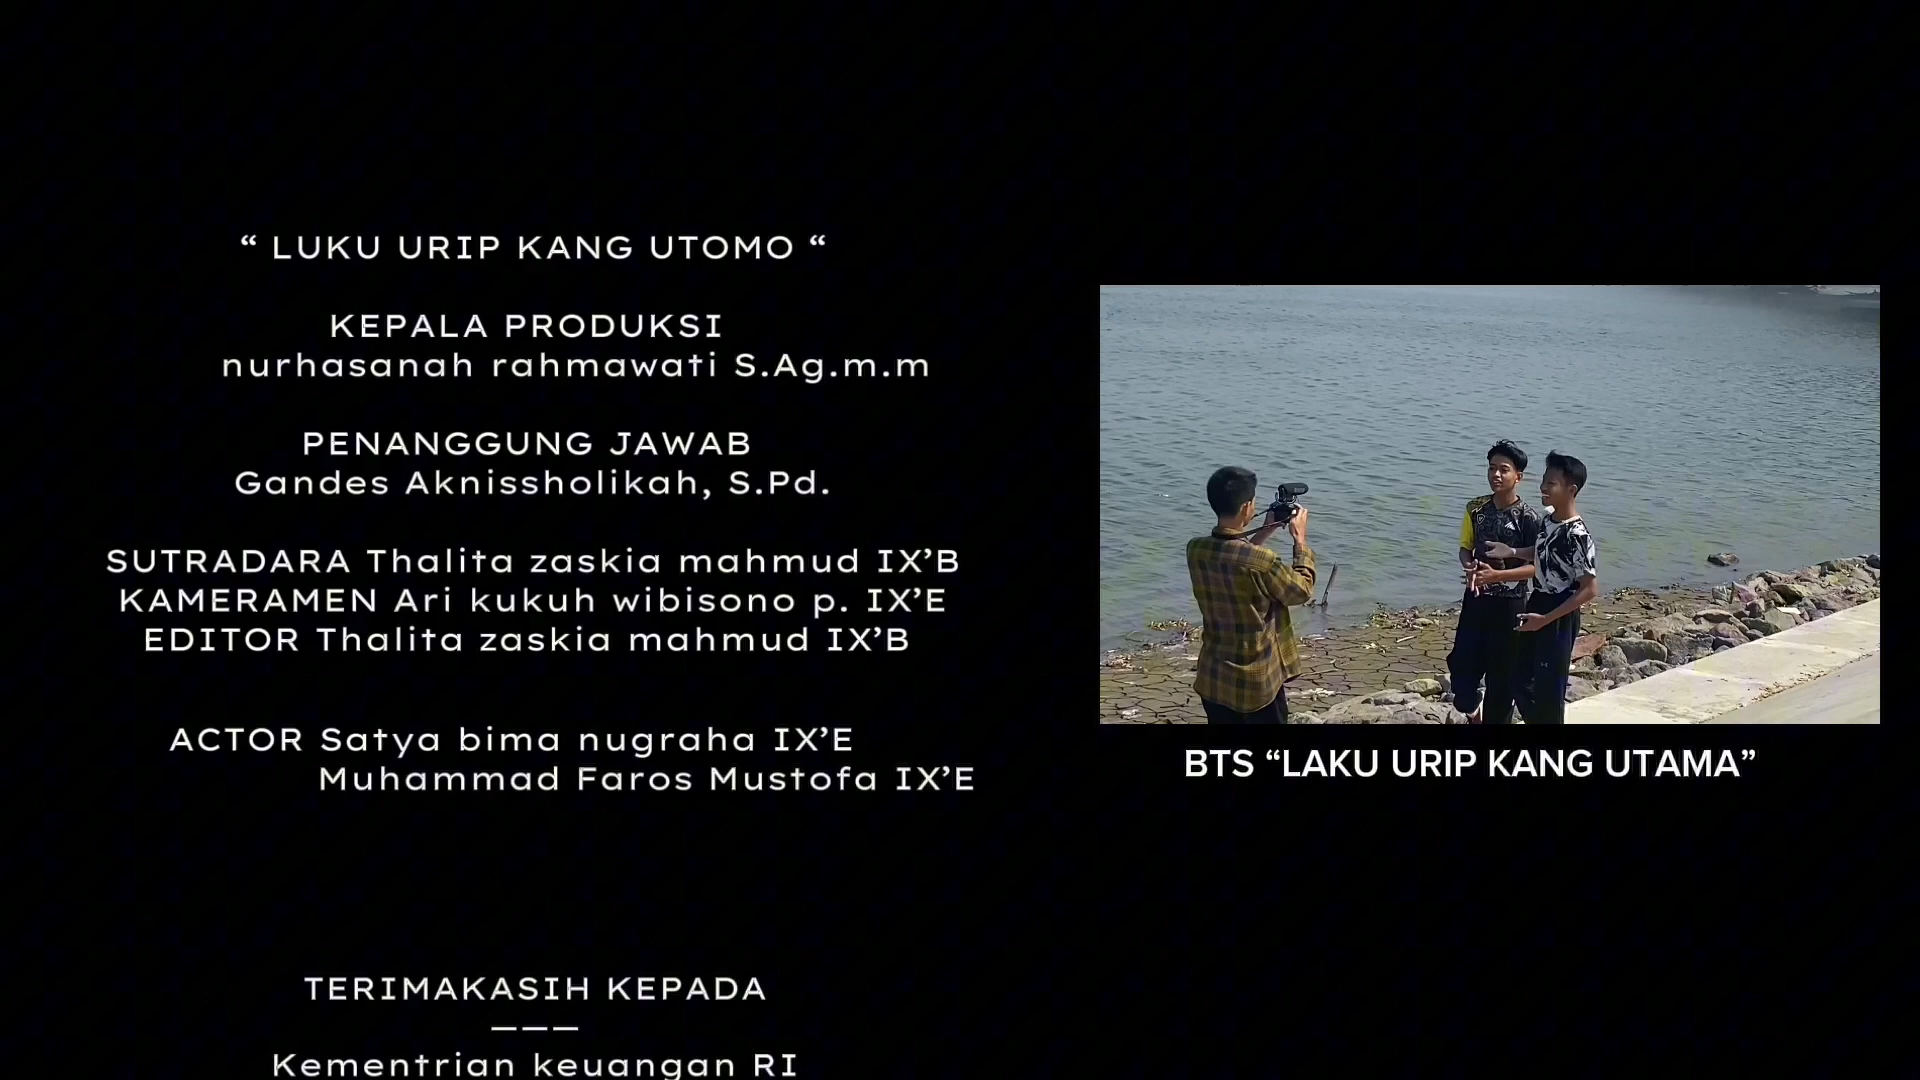 “ LUKU URIP KANG UTOMO “
KEPALA PRODUKSI
nurhasanah rahmawati S.Ag.m.m
PENANGGUNG JAWAB
Gandes Aknissholikah, S.Pd.
SUTRADARA Thalita zaskia mahmud IX’B
KAMERAMEN Ari kukuh wibisono p. IX’E
EDITOR Thalita zaskia mahmud IX’B
ACTOR Satya bima nugraha IX’E
Muhammad Faros Mustofa IX’E
TERIMAKASIH KEPADA
———
Kementrian keuangan RI
BTS “LAKU URIP KANG UTAMA”